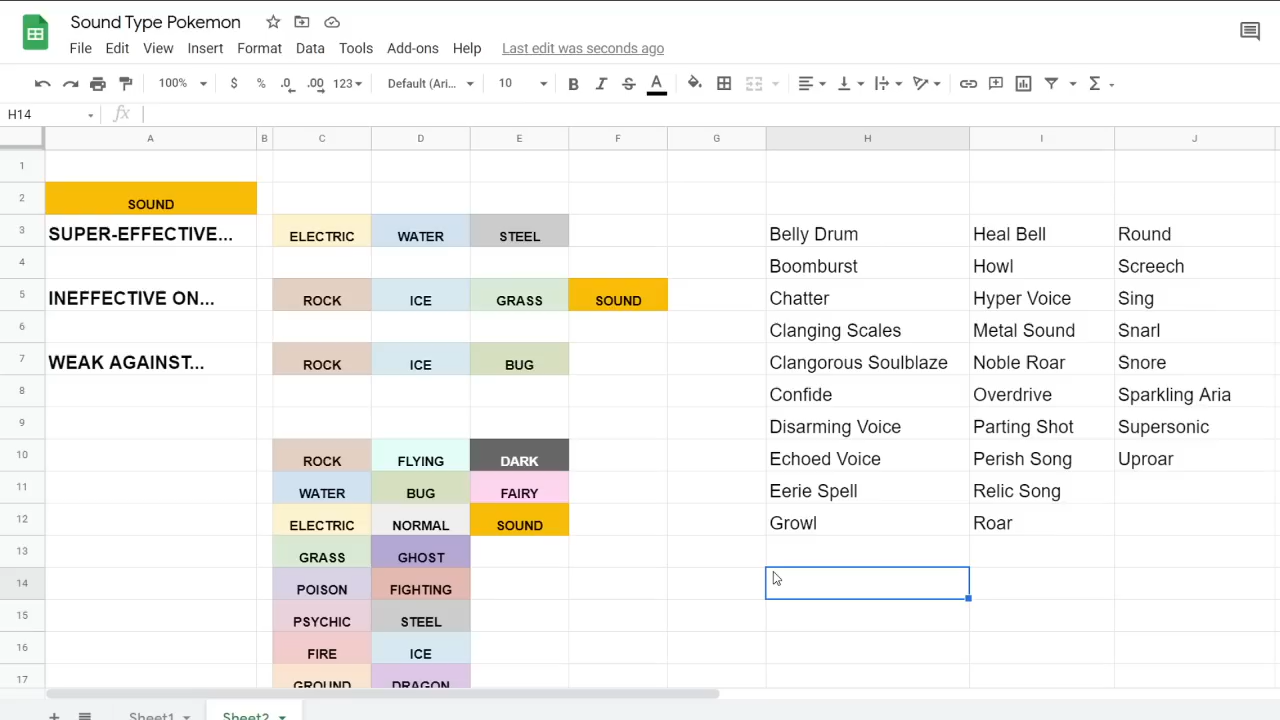 Sound Type Pokemon
File Edit View Insert Format Data Tools Add-ons Help Last edit was seconds ago
100% $ % .0 .00 123 Default (Ari... 10 B I S A
H14 fx
A B C D E F G H I J
1
2 SOUND
3 SUPER-EFFECTIVE... ELECTRIC WATER STEEL Belly Drum Heal Bell Round
4 Boomburst Howl Screech
5 INEFFECTIVE ON... ROCK ICE GRASS SOUND Chatter Hyper Voice Sing
6 Clanging Scales Metal Sound Snarl
7 WEAK AGAINST... ROCK ICE BUG Clangorous Soulblaze Noble Roar Snore
8 Confide Overdrive Sparkling Aria
9 Disarming Voice Parting Shot Supersonic
10 ROCK FLYING DARK Echoed Voice Perish Song Uproar
11 WATER BUG FAIRY Eerie Spell Relic Song
12 ELECTRIC NORMAL SOUND Growl Roar
13 GRASS GHOST
14 POISON FIGHTING
15 PSYCHIC STEEL
16 FIRE ICE
17 GROUND DRAGON
Sheet1 Sheet2